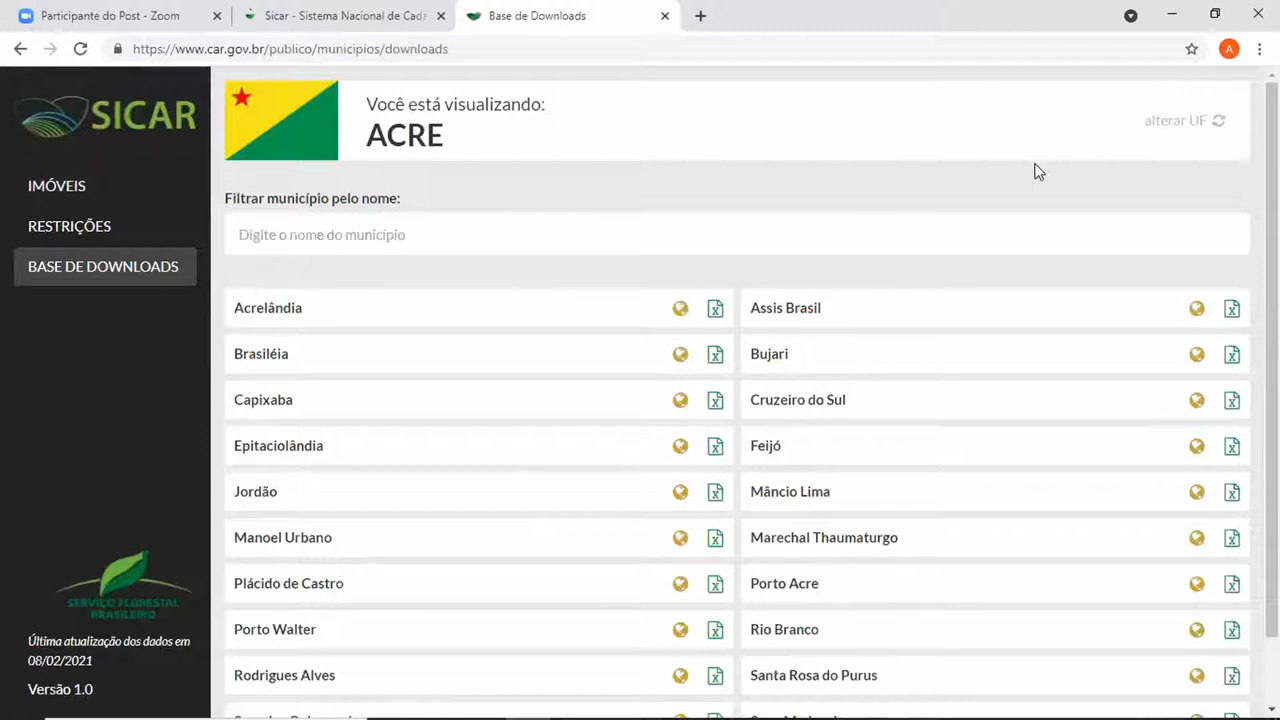 Participante do Post - Zoom
Sicar - Sistema Nacional de Cada
Base de Downloads
https://www.car.gov.br/publico/municipios/downloads
A
SICAR
IMÓVEIS
RESTRIÇÕES
BASE DE DOWNLOADS
SERVIÇO FLORESTAL
BRASILEIRO
Última atualização dos dados em
08/02/2021
Versão 1.0
Você está visualizando:
ACRE
alterar UF
Filtrar município pelo nome:
Digite o nome do município
Acrelândia
Assis Brasil
Brasiléia
Bujari
Capixaba
Cruzeiro do Sul
Epitaciolândia
Feijó
Jordão
Mâncio Lima
Manoel Urbano
Marechal Thaumaturgo
Plácido de Castro
Porto Acre
Porto Walter
Rio Branco
Rodrigues Alves
Santa Rosa do Purus